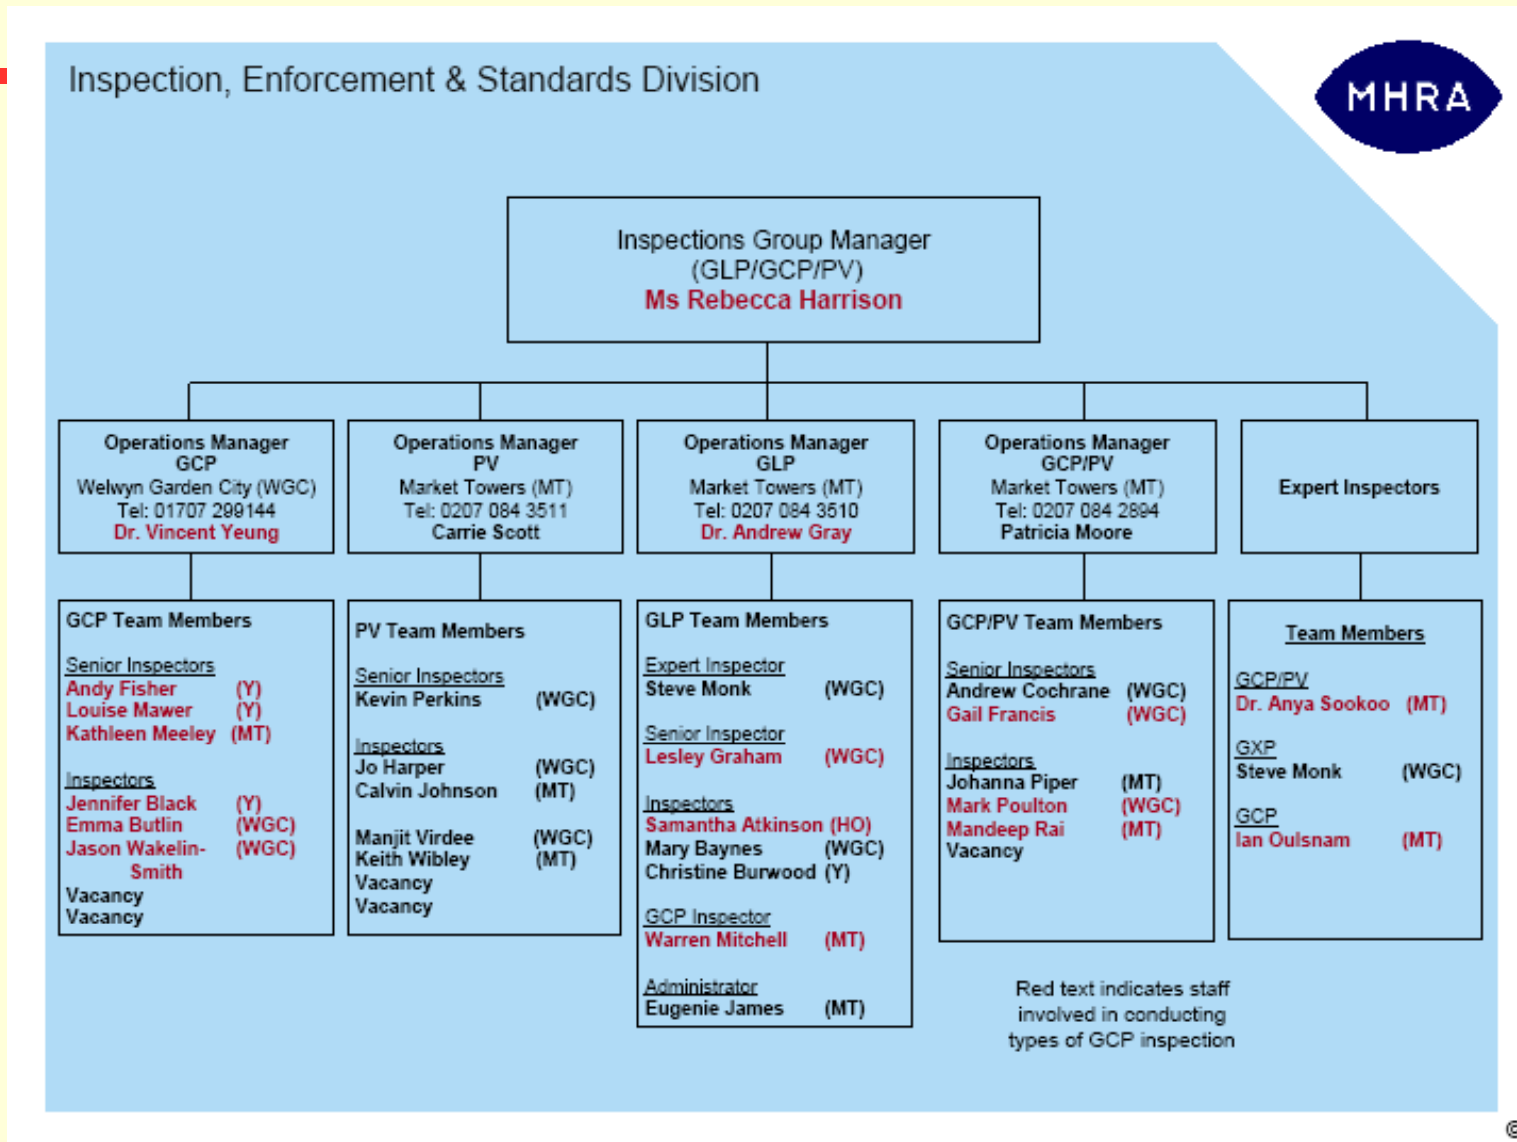 Inspection, Enforcement & Standards Division
MHRA
Inspections Group Manager
(GLP/GCP/PV)
Ms Rebecca Harrison
Operations Manager
GCP
Welwyn Garden City (WGC)
Tel: 01707 299144
Dr. Vincent Yeung
Operations Manager
PV
Market Towers (MT)
Tel: 0207 084 3511
Carrie Scott
Operations Manager
GLP
Market Towers (MT)
Tel: 0207 084 3510
Dr. Andrew Gray
Operations Manager
GCP/PV
Market Towers (MT)
Tel: 0207 084 2894
Patricia Moore
Expert Inspectors
GCP Team Members
Senior Inspectors
Andy Fisher (Y)
Louise Mawer (Y)
Kathleen Meeley (MT)
Inspectors
Jennifer Black (Y)
Emma Butlin (WGC)
Jason Wakelin- (WGC)
Smith
Vacancy
Vacancy
PV Team Members
Senior Inspectors
Kevin Perkins (WGC)
Inspectors
Jo Harper (WGC)
Calvin Johnson (MT)
Manjit Virdee (WGC)
Keith Wibley (MT)
Vacancy
Vacancy
GLP Team Members
Expert Inspector
Steve Monk (WGC)
Senior Inspector
Lesley Graham (WGC)
Inspectors
Samantha Atkinson (HO)
Mary Baynes (WGC)
Christine Burwood (Y)
GCP Inspector
Warren Mitchell (MT)
Administrator
Eugenie James (MT)
GCP/PV Team Members
Senior Inspectors
Andrew Cochrane (WGC)
Gail Francis (WGC)
Inspectors
Johanna Piper (MT)
Mark Poulton (WGC)
Mandeep Rai (MT)
Vacancy
Team Members
GCP/PV
Dr. Anya Sookoo (MT)
GXP
Steve Monk (WGC)
GCP
Ian Oulsnam (MT)
Red text indicates staff
involved in conducting
types of GCP inspection
©